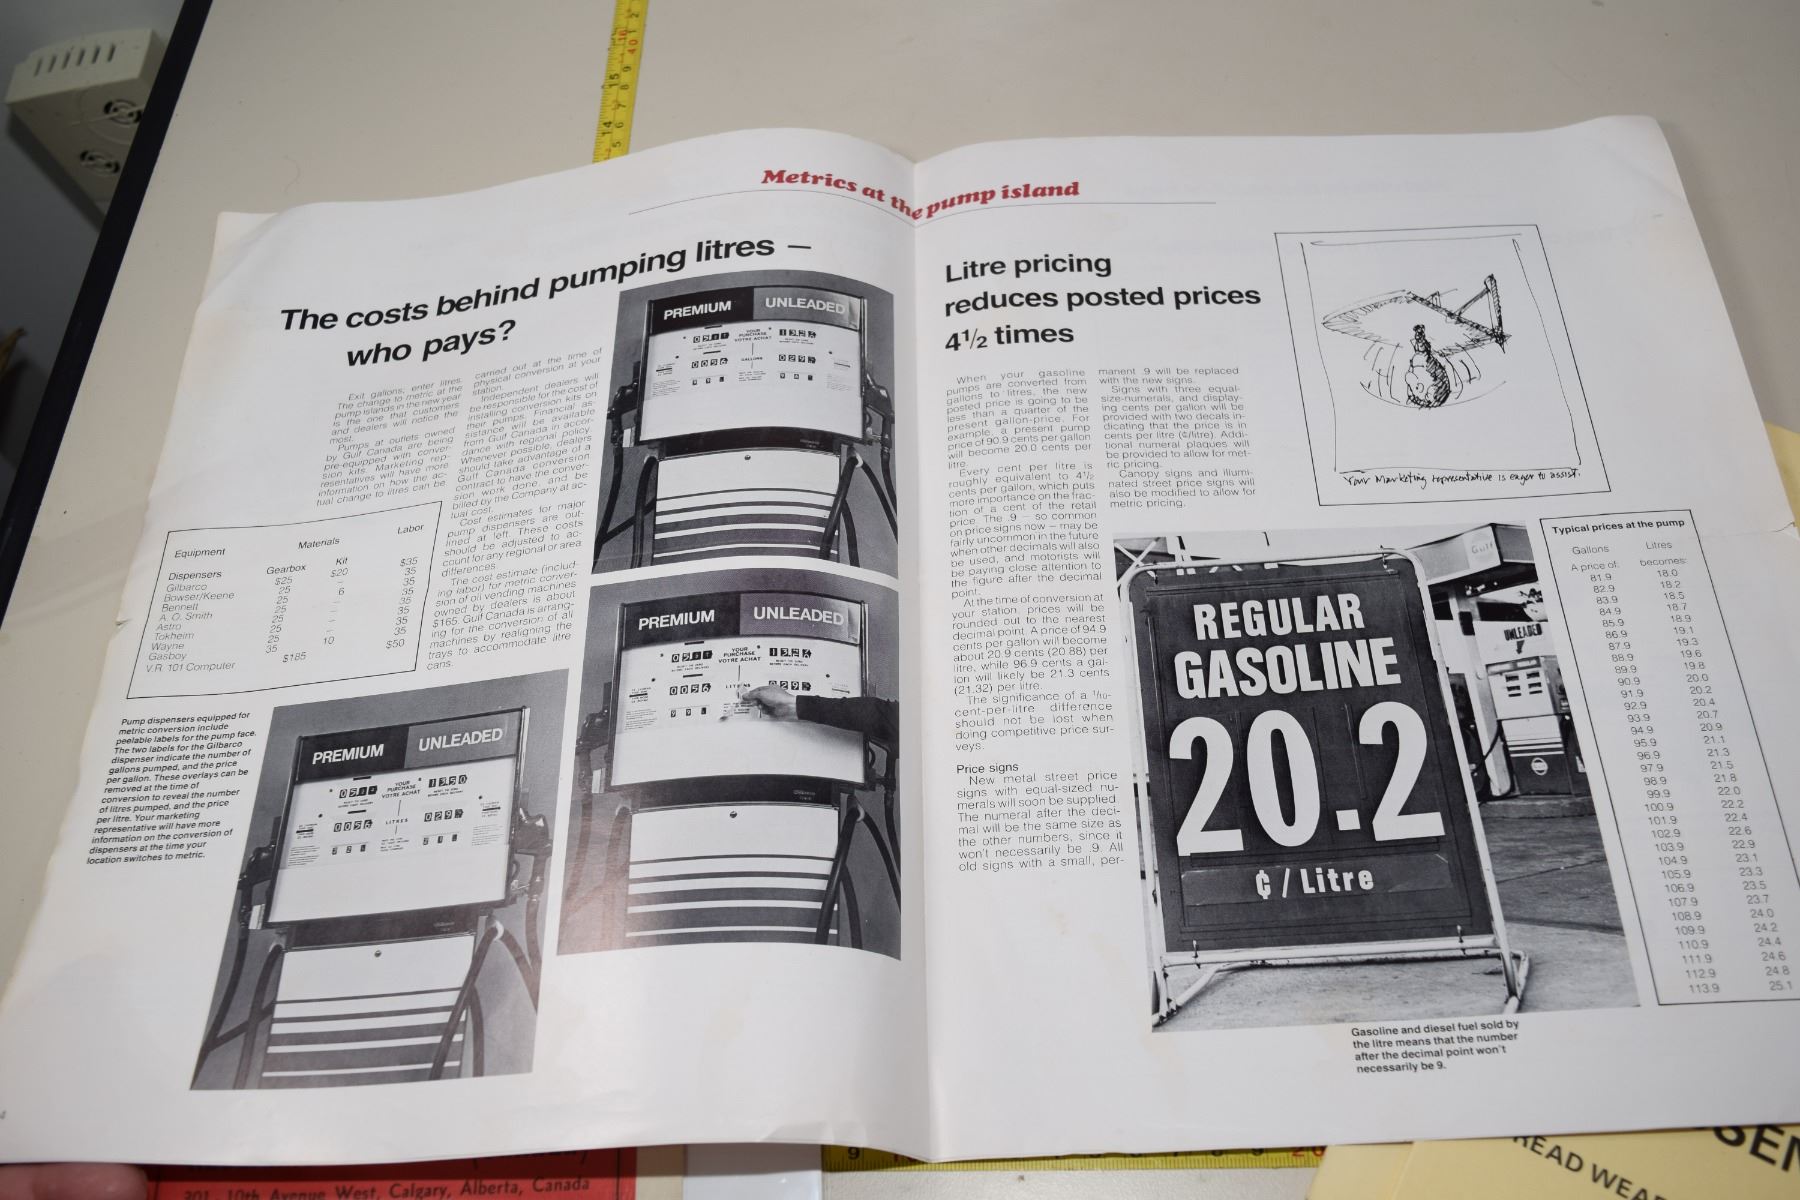 Metrics at the pump island
The costs behind pumping litres —
who pays?
Exit gallons; enter litres.
The change to metric at the
pump islands in the new year
is the one that customers
and dealers will notice the
most.
Pumps at outlets owned
by Gulf Canada are being
pre-equipped with conver-
sion kits. Marketing rep-
resentatives will have more
information on how the ac-
tual change to litres can be
carried out at the time of
physical conversion at your
station.
Independent dealers will
be responsible for the cost of
installing conversion kits on
their pumps. Financial as-
sistance will be available
from Gulf Canada in accor-
dance with regional policy.
Whenever possible, dealers
should take advantage of a
Gulf Canada conversion
contract to have the conver-
sion work done, and be
billed by the Company at ac-
tual cost.
Cost estimates for major
pump dispensers are out-
lined at left. These costs
should be adjusted to ac-
count for any regional or area
differences.
The cost estimate (includ-
ing labor) for metric conver-
sion of oil vending machines
owned by dealers is about
$165. Gulf Canada is arrang-
ing for the conversion of all
machines by realigning the
trays to accommodate litre
cans.
Equipment Materials Labor
Dispensers Gearbox Kit
Gilbarco $25 $20 $35
Bowser/Keene 25 – 35
Bennett 25 6 35
A. O. Smith 25 – 35
Astro 25 – 35
Tokheim 25 – 35
Wayne 25 – 35
Gasboy 35 10
V.R. 101 Computer $185 $50
Pump dispensers equipped for
metric conversion include
peelable labels for the pump face.
The two labels for the Gilbarco
dispenser indicate the number of
gallons pumped, and the price
per gallon. These overlays can be
removed at the time of
conversion to reveal the number
of litres pumped, and the price
per litre. Your marketing
representative will have more
information on the conversion of
dispensers at the time your
location switches to metric.
PREMIUM UNLEADED
YOUR
PURCHASE
VOTRE ACHAT
GALLONS
PREMIUM UNLEADED
YOUR
PURCHASE
VOTRE ACHAT
PREMIUM UNLEADED
YOUR
PURCHASE
VOTRE ACHAT
LITRES
Litre pricing
reduces posted prices
4½ times
When your gasoline
pumps are converted from
gallons to litres, the new
posted price is going to be
less than a quarter of the
present gallon-price. For
example, a present pump
price of 90.9 cents per gallon
will become 20.0 cents per
litre.
Every cent per litre is
roughly equivalent to 4½
cents per gallon, which puts
more importance on the frac-
tion of a cent of the retail
price. The .9 – so common
on price signs now – may be
fairly uncommon in the future
when other decimals will also
be used, and motorists will
be paying close attention to
the figure after the decimal
point.
At the time of conversion at
your station, prices will be
rounded out to the nearest
decimal point. A price of 94.9
cents per gallon will become
about 20.9 cents (20.88) per
litre, while 96.9 cents a gal-
lon will likely be 21.3 cents
(21.32) per litre.
The significance of a 1/10-
cent-per-litre difference
should not be lost when
doing competitive price sur-
veys.
Price signs
New metal street price
signs with equal-sized nu-
merals will soon be supplied.
The numeral after the deci-
mal will be the same size as
the other numbers, since it
won't necessarily be .9. All
old signs with a small, per-
manent .9 will be replaced
with the new signs.
Signs with three equal-
size-numerals, and display-
ing cents per gallon will be
provided with two decals in-
dicating that the price is in
cents per litre (¢/litre). Addi-
tional numeral plaques will
be provided to allow for met-
ric pricing.
Canopy signs and illumi-
nated street price signs will
also be modified to allow for
metric pricing.
Your Marketing representative is eager to assist.
Gulf
UNLEADED
REGULAR
GASOLINE
20.2
¢/Litre
Gasoline and diesel fuel sold by
the litre means that the number
after the decimal point won't
necessarily be 9.
Typical prices at the pump
Gallons Litres
A price of: becomes:
81.9 18.0
82.9 18.2
83.9 18.5
84.9 18.7
85.9 18.9
86.9 19.1
87.9 19.3
88.9 19.6
89.9 19.8
90.9 20.0
91.9 20.2
92.9 20.4
93.9 20.7
94.9 20.9
95.9 21.1
96.9 21.3
97.9 21.5
98.9 21.8
99.9 22.0
100.9 22.2
101.9 22.4
102.9 22.6
103.9 22.9
104.9 23.1
105.9 23.3
106.9 23.5
107.9 23.7
108.9 24.0
109.9 24.2
110.9 24.4
111.9 24.6
112.9 24.8
113.9 25.1
4
301 10th Avenue West, Calgary, Alberta, Canada
READ WEA